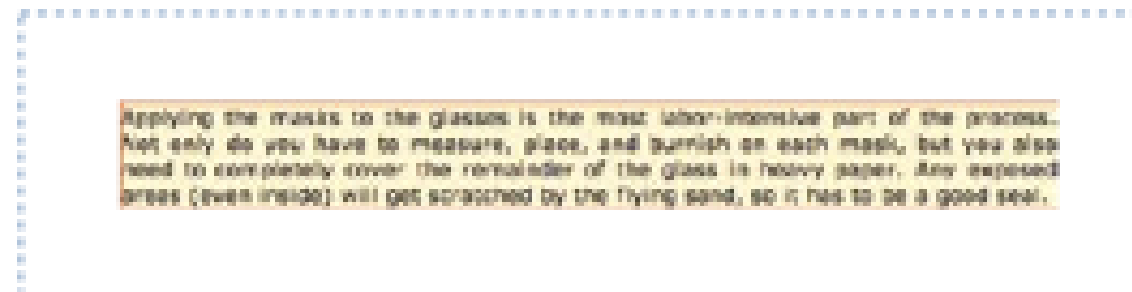 Applying the masks to the glasses is the most labor-intensive part of the process.
Not only do you have to measure, place, and burnish on each mask, but you also
need to completely cover the remainder of the glass in heavy paper. Any exposed
areas (even inside) will get scratched by the flying sand, so it has to be a good seal.